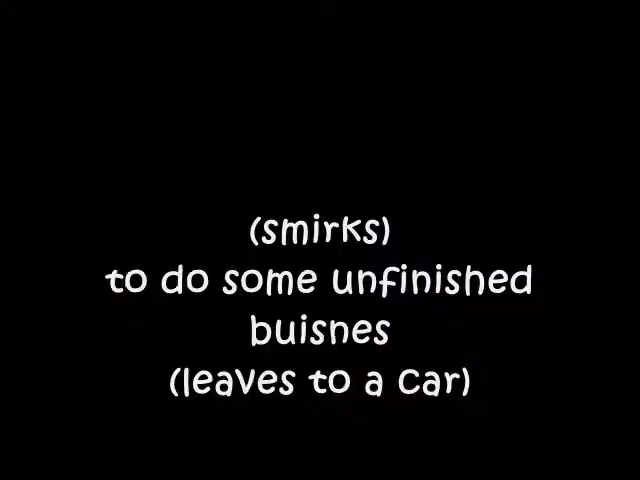 (smirks)
to do some unfinished
buisnes
(leaves to a car)